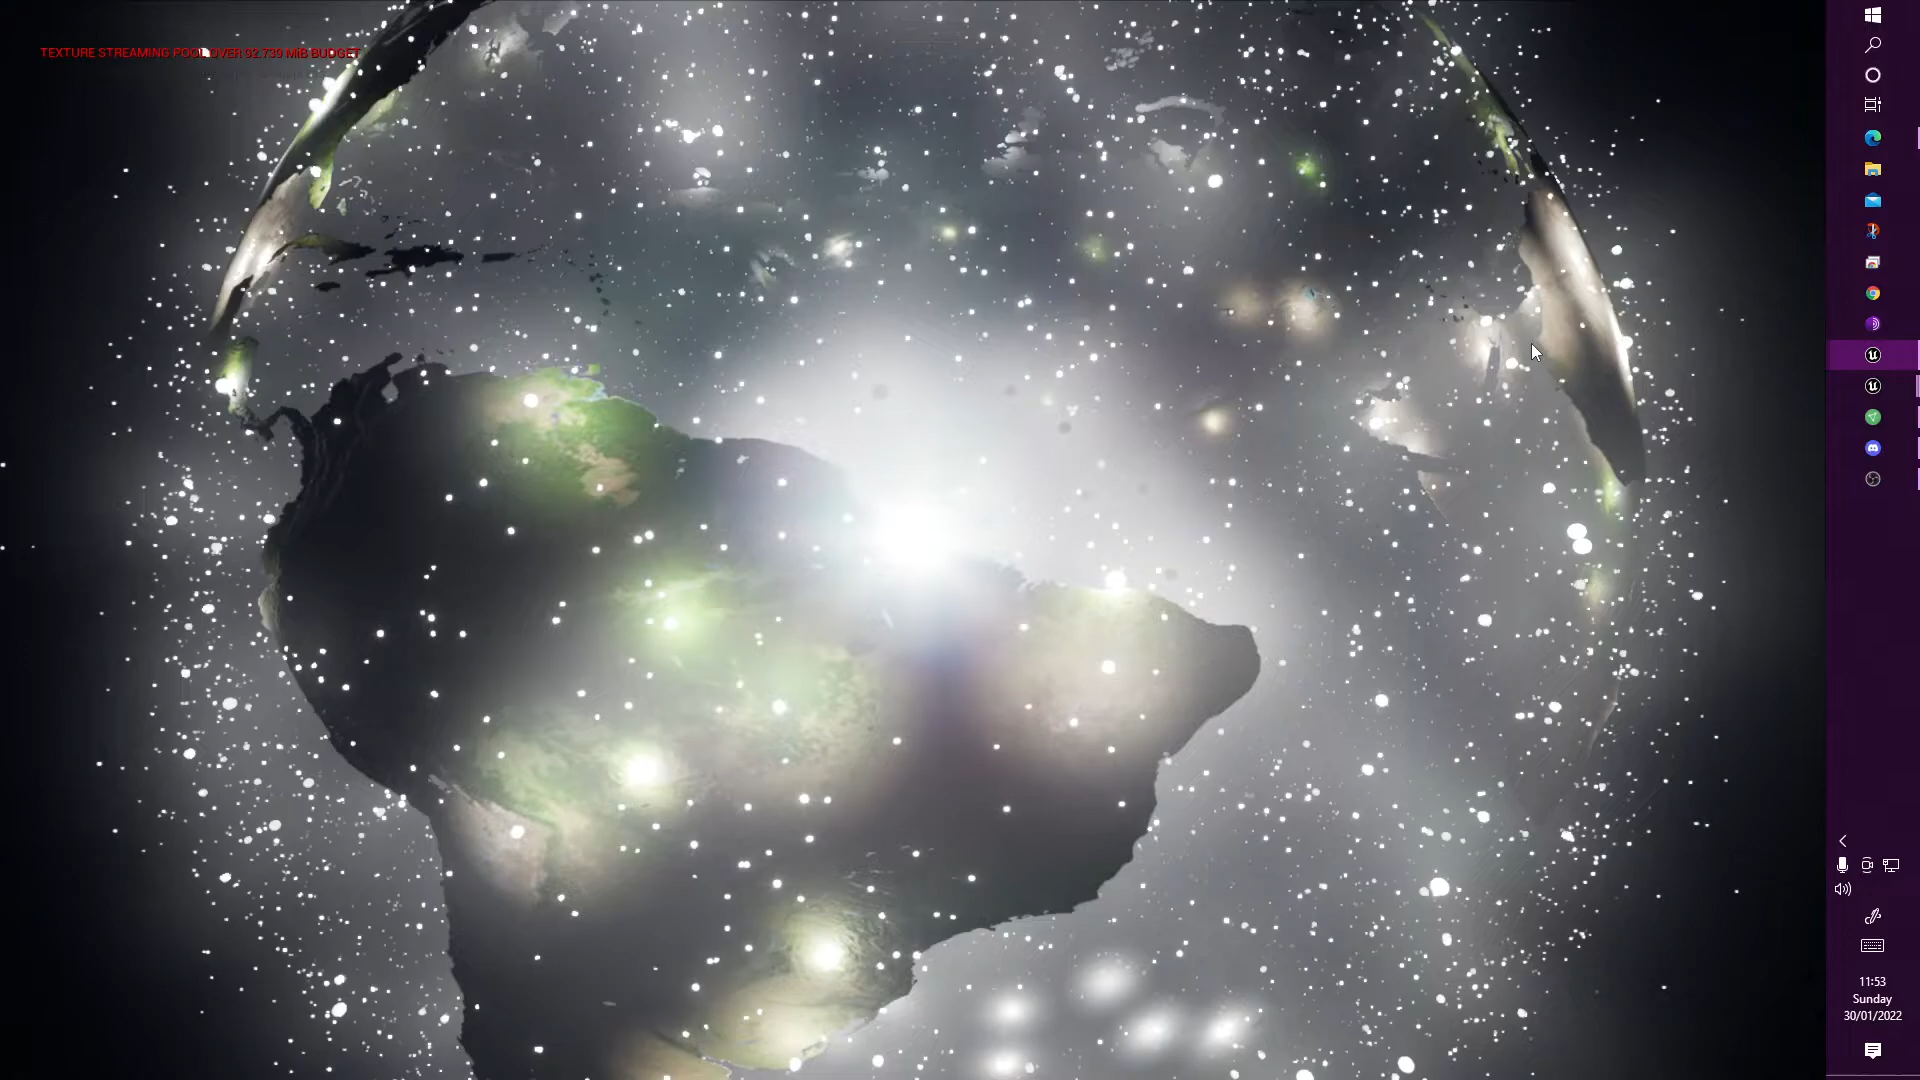 TEXTURE STREAMING POOL OVER 92.739 MiB BUDGET
11:53
Sunday
30/01/2022